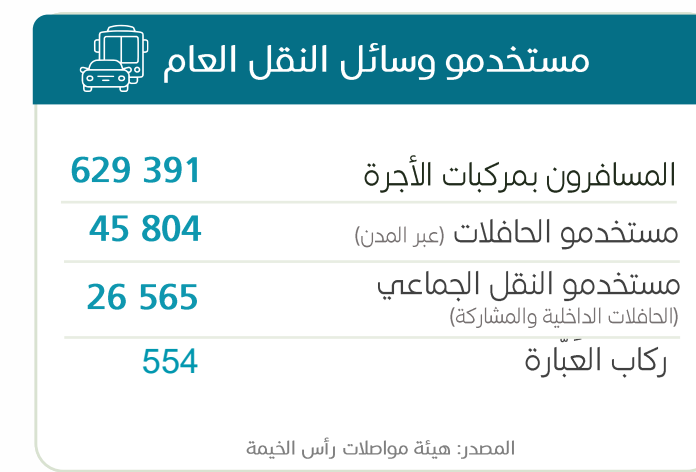 مستخدمو وسائل النقل العام
المسافرون بمركبات الأجرة 629 391
مستخدمو الحافلات (عبر المدن) 45 804
مستخدمو النقل الجماعي 26 565
(الحافلات الداخلية والمشاركة)
ركاب العَبّارة 554
المصدر: هيئة مواصلات رأس الخيمة